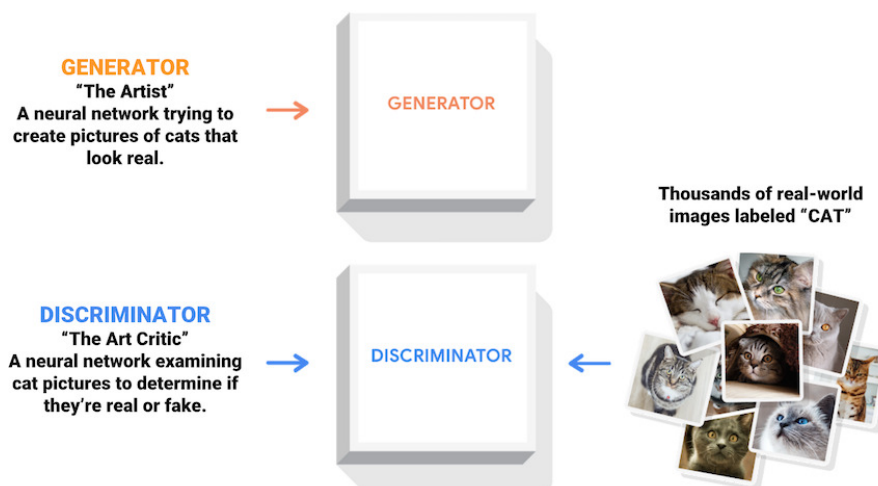 GENERATOR
“The Artist”
A neural network trying to
create pictures of cats that
look real.
GENERATOR
Thousands of real-world
images labeled “CAT”
DISCRIMINATOR
“The Art Critic”
A neural network examining
cat pictures to determine if
they’re real or fake.
DISCRIMINATOR